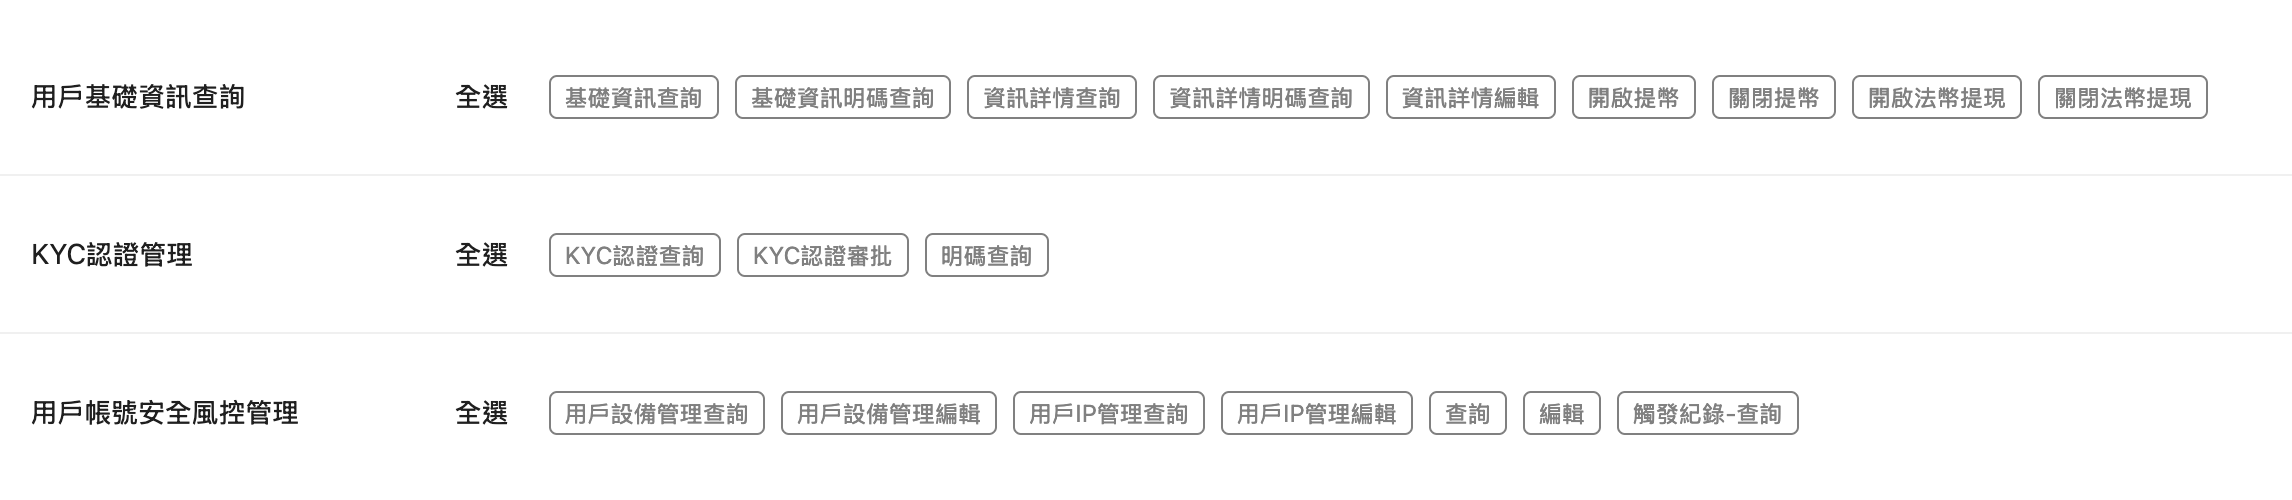 用戶基礎資訊查詢 全選 基礎資訊查詢 基礎資訊明碼查詢 資訊詳情查詢 資訊詳情明碼查詢 資訊詳情編輯 開啟提幣 關閉提幣 開啟法幣提現 關閉法幣提現
KYC認證管理 全選 KYC認證查詢 KYC認證審批 明碼查詢
用戶帳號安全風控管理 全選 用戶設備管理查詢 用戶設備管理編輯 用戶IP管理查詢 用戶IP管理編輯 查詢 編輯 觸發紀錄-查詢